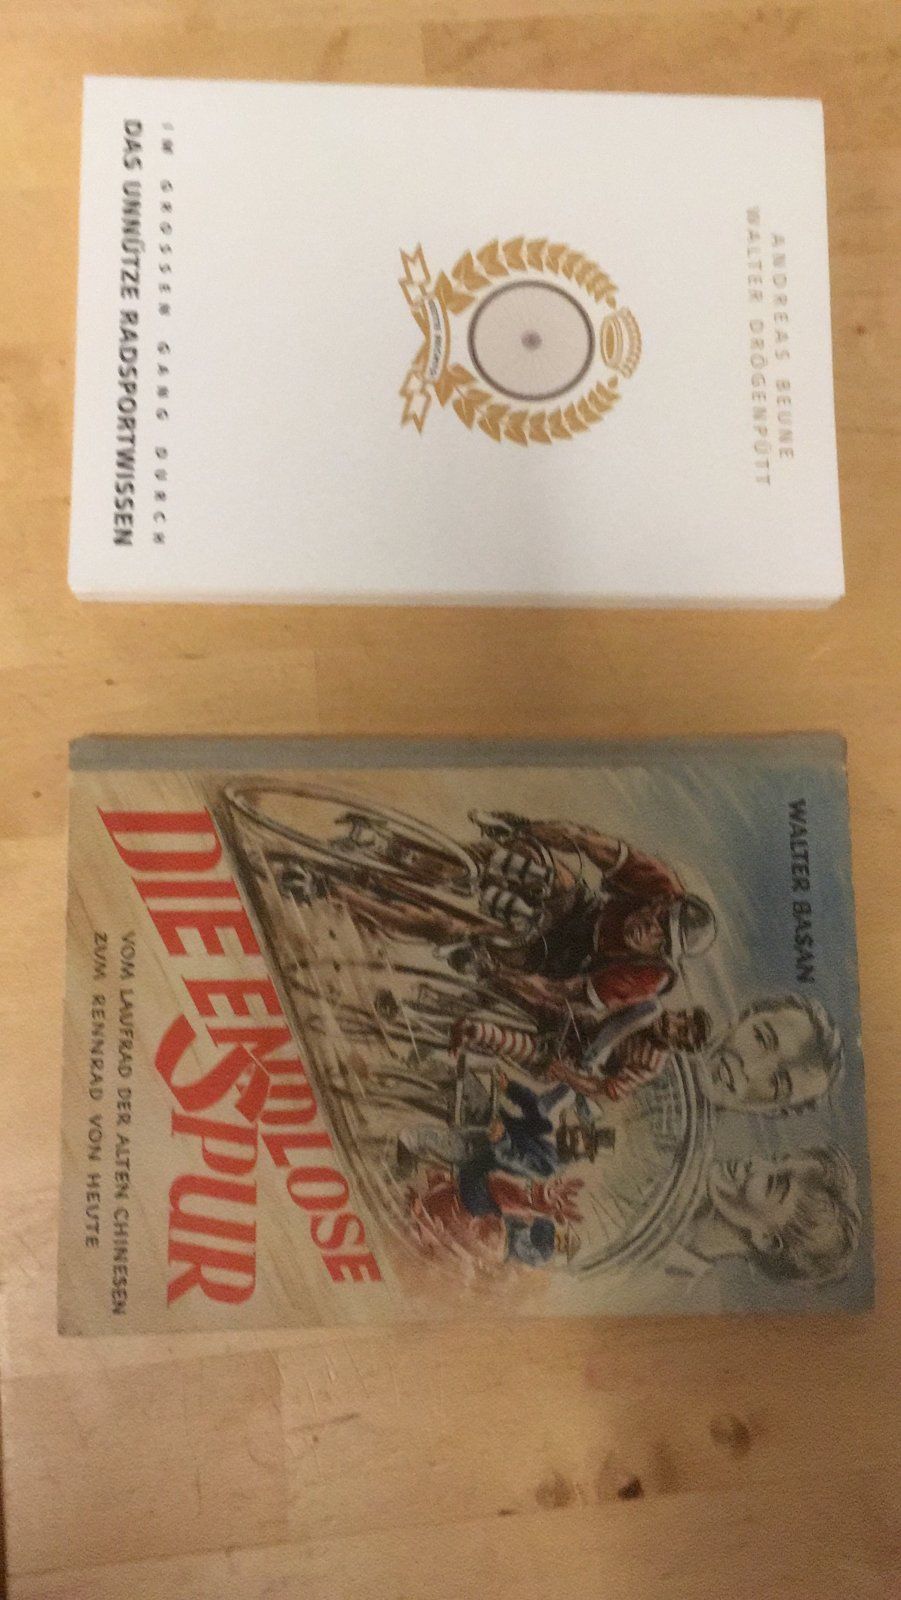 ANDREAS BEUNE
WALTER DRÖGENPÜTT
IM GROSSEN GANG DURCH
DAS UNNÜTZE RADSPORTWISSEN
WALTER BASAN
DIE ENDLOSE
SPUR
VOM LAUFRAD DER ALTEN CHINESEN
ZUM RENNRAD VON HEUTE